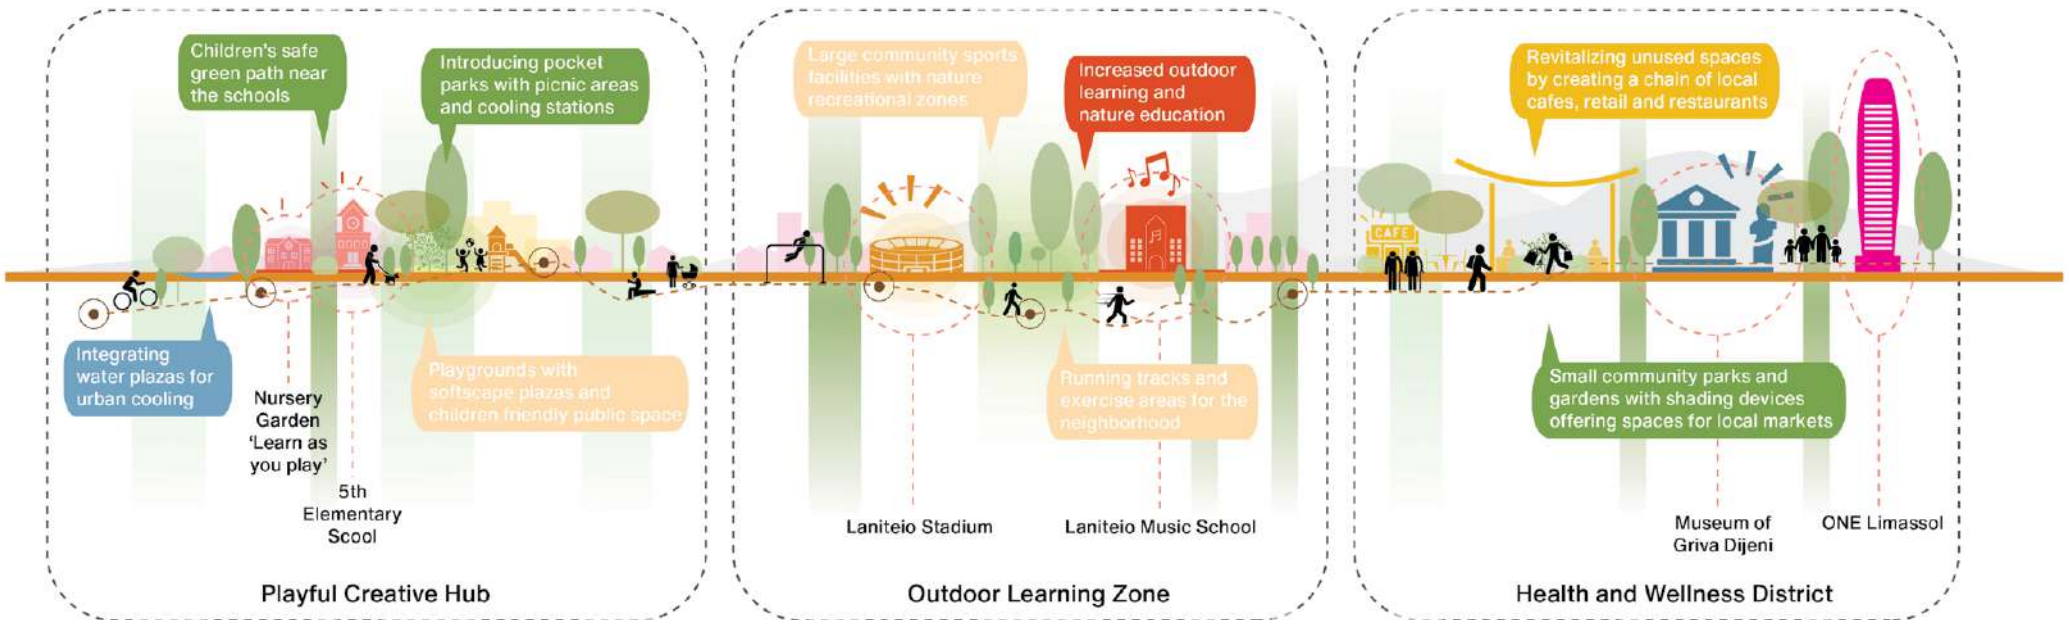 Children's safe
green path near
the schools
Introducing pocket
parks with picnic areas
and cooling stations
Integrating
water plazas for
urban cooling
Nursery
Garden
'Learn as
you play'
5th
Elementary
Scool
Playgrounds with
softscape plazas and
children friendly public space
Playful Creative Hub
Large community sports
facilities with nature
recreational zones
Increased outdoor
learning and
nature education
Running tracks and
exercise areas for the
neighborhood
Laniteio Stadium
Laniteio Music School
Outdoor Learning Zone
Revitalizing unused spaces
by creating a chain of local
cafes, retail and restaurants
CAFE
Small community parks and
gardens with shading devices
offering spaces for local markets
Museum of
Griva Dijeni
ONE Limassol
Health and Wellness District